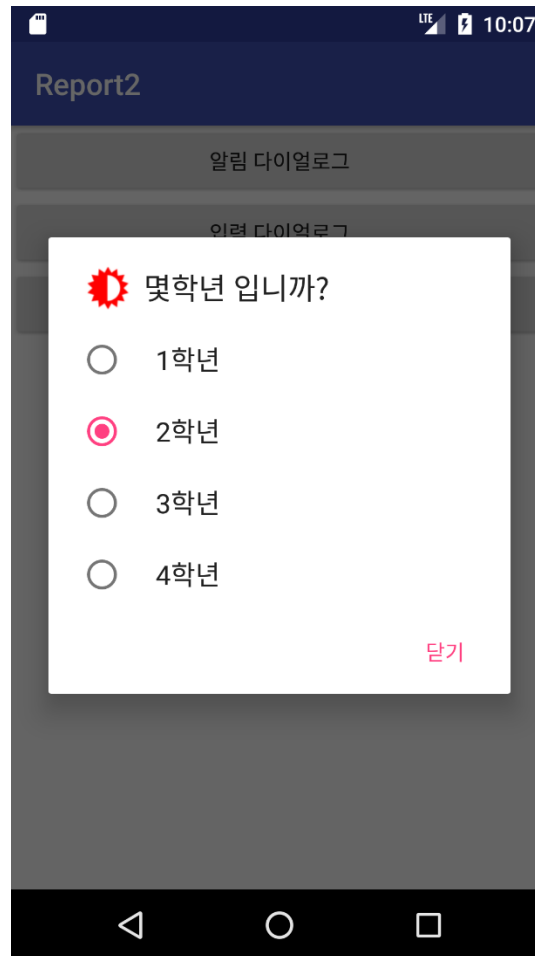 LTE 10:07
Report2
알림 다이얼로그
입력 다이얼로그
몇학년 입니까?
1학년
2학년
3학년
4학년
닫기